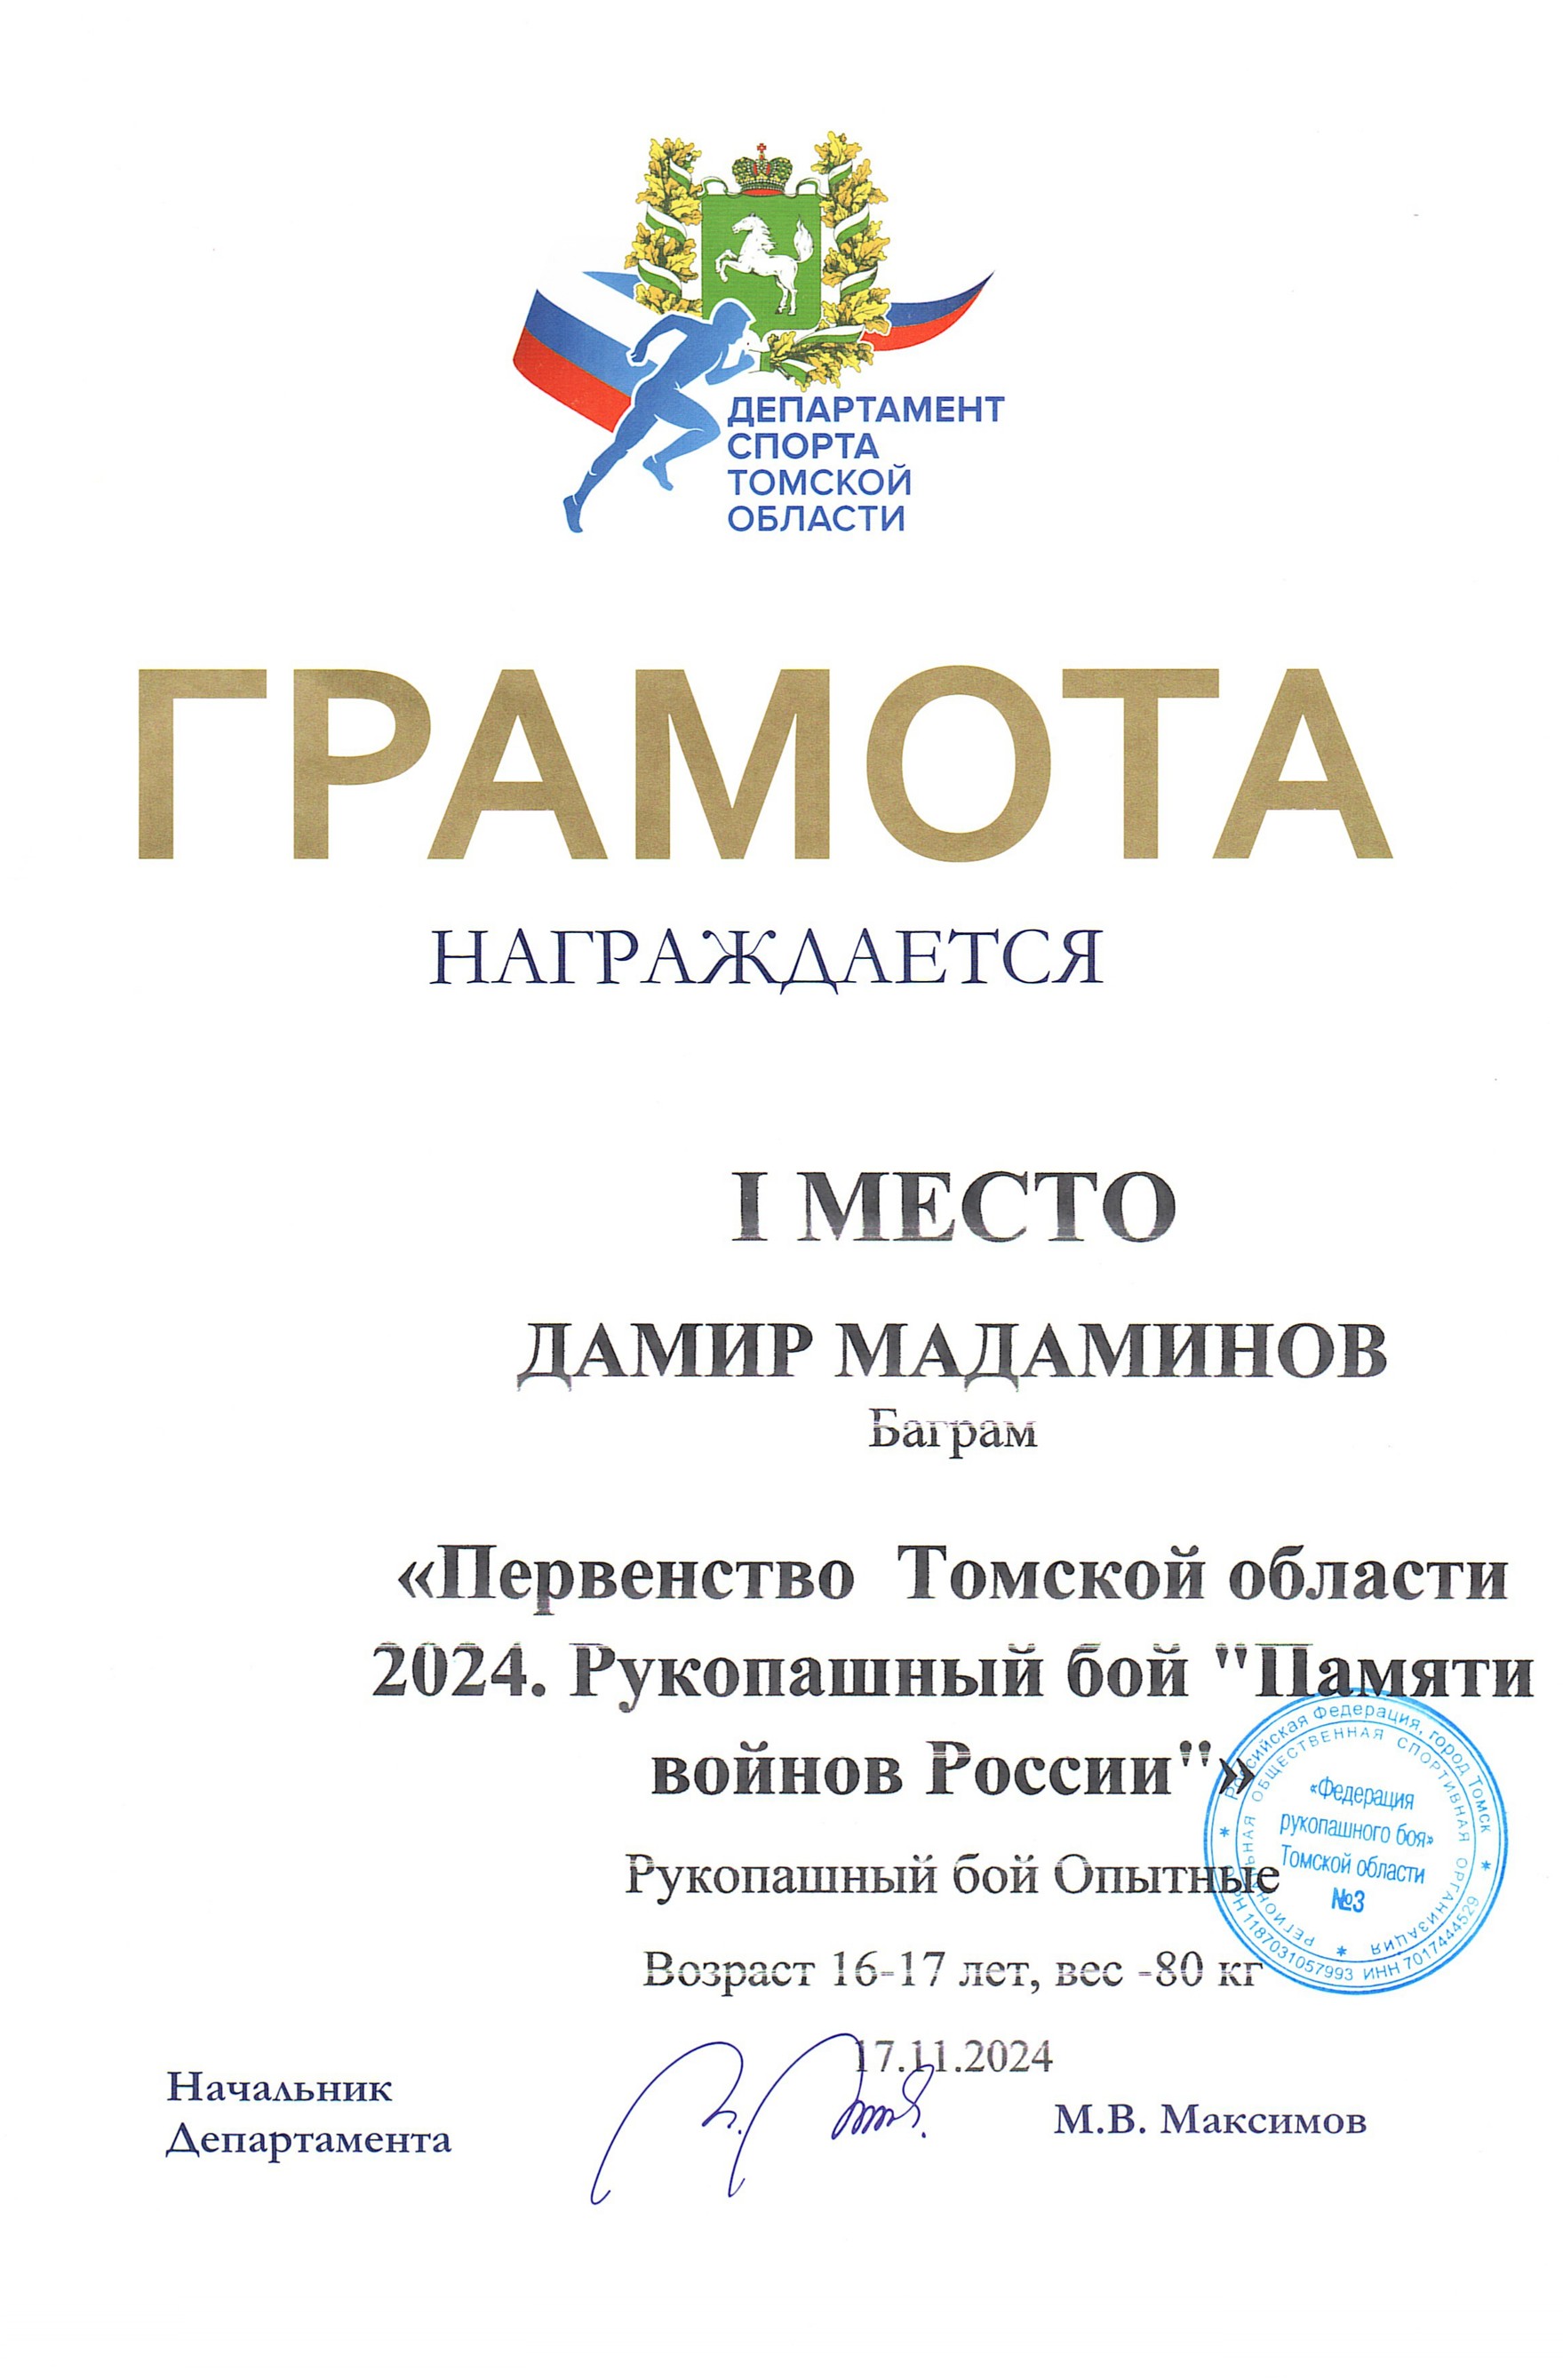 ДЕПАРТАМЕНТ
СПОРТА
ТОМСКОЙ
ОБЛАСТИ
ГРАМОТА
НАГРАЖДАЕТСЯ
I МЕСТО
ДАМИР МАДАМИНОВ
Баграм
«Первенство Томской области
2024. Рукопашный бой "Памяти
войнов России"»
Российская Федерация, город Томск
РЕГИОНАЛЬНАЯ ОБЩЕСТВЕННАЯ СПОРТИВНАЯ ОРГАНИЗАЦИЯ
«Федерация
рукопашного боя»
Томской области
№3
ОГРН 1187031057993 ИНН 7017444529
Рукопашный бой Опытные
Возраст 16-17 лет, вес -80 кг
17.11.2024
Начальник
Департамента
М.В. Максимов